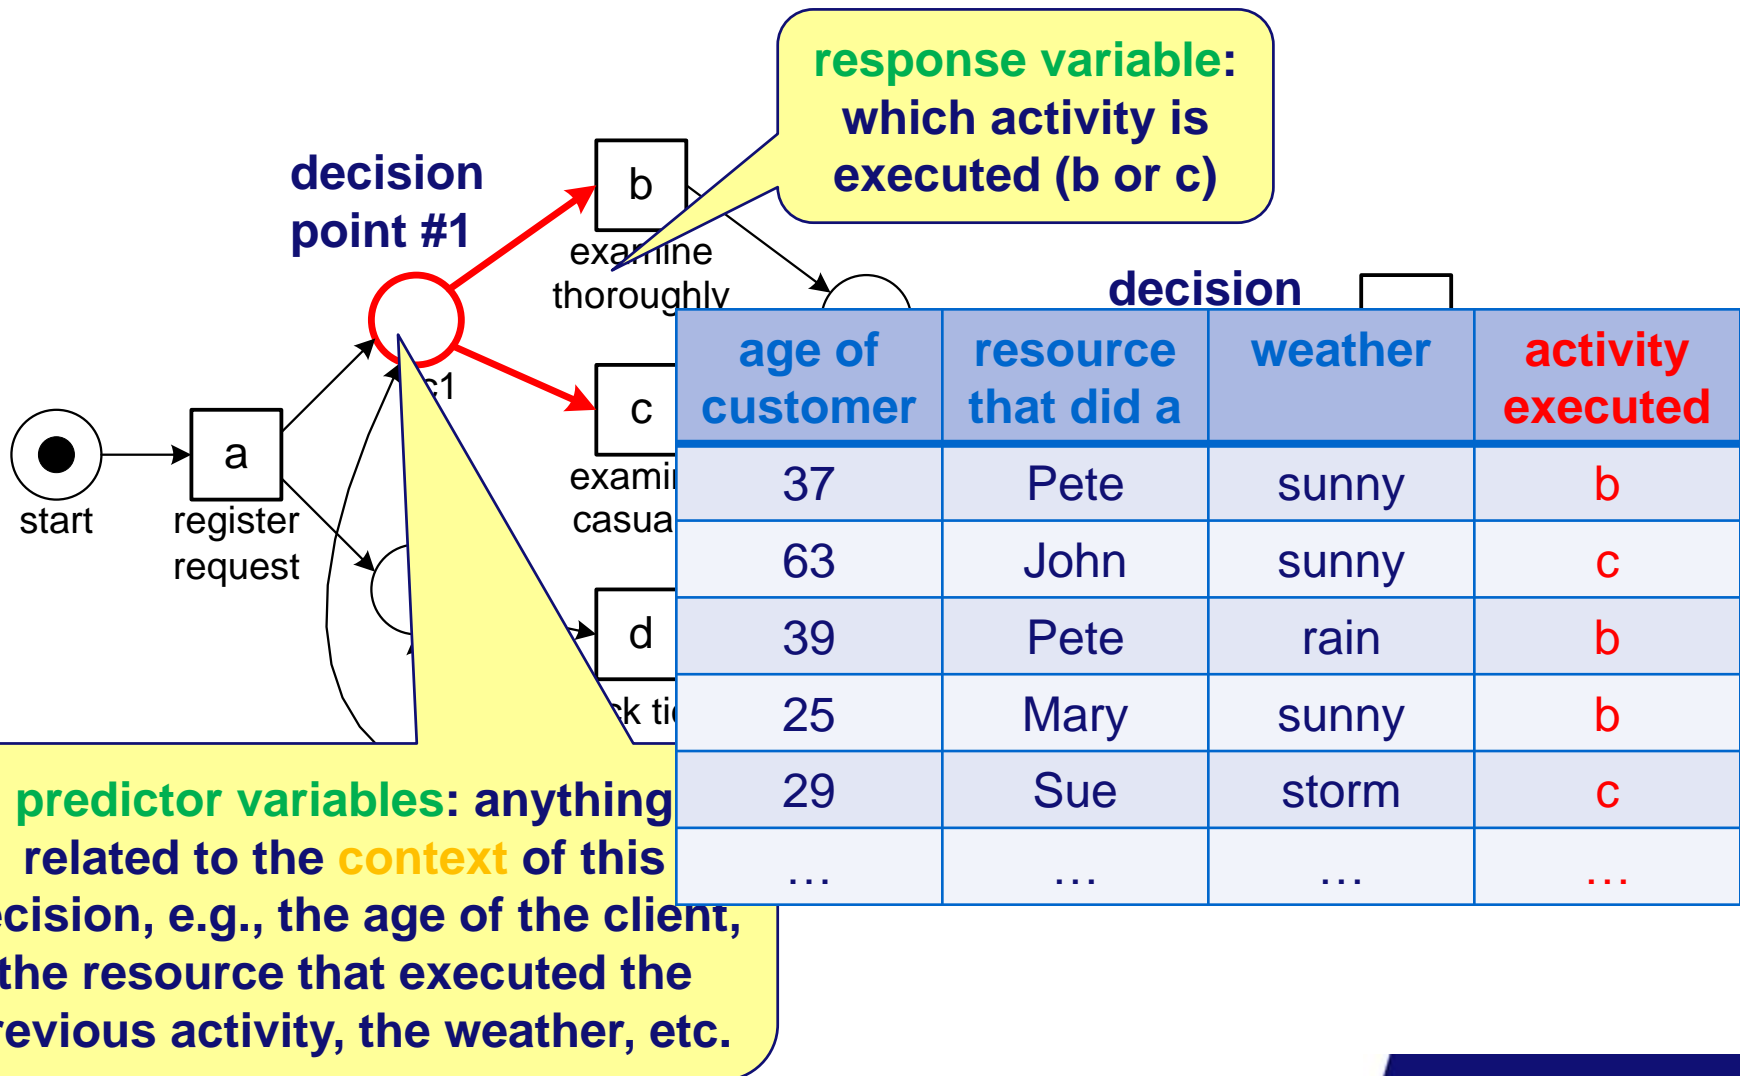 response variable:
which activity is
executed (b or c)
decision
point #1
b
examine
thoroughly
decision
c1
c
a
start
register
request
d
age of
customer
resource
that did a
weather
activity
executed
37 Pete sunny b
63 John sunny c
39 Pete rain b
25 Mary sunny b
29 Sue storm c
… … … …
predictor variables: anything
related to the context of this
ecision, e.g., the age of the client,
the resource that executed the
revious activity, the weather, etc.